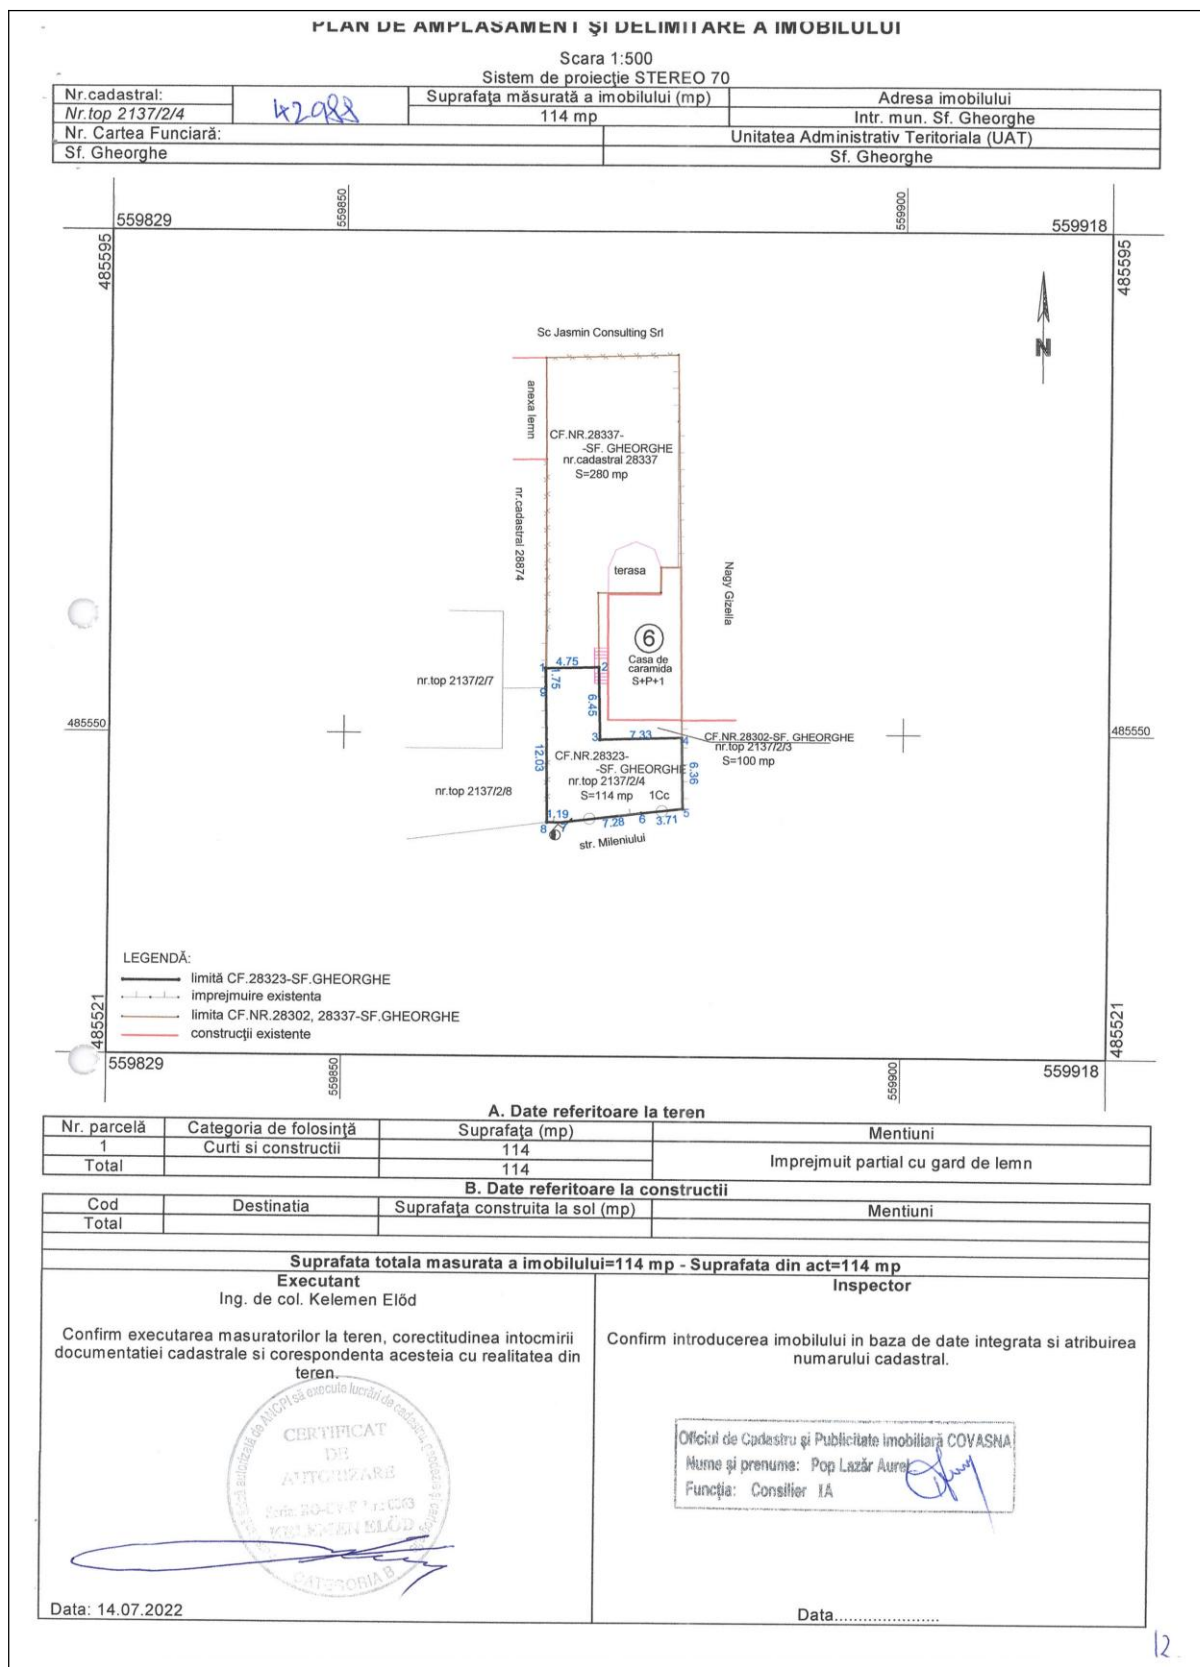 PLAN DE AMPLASAMENT ŞI DELIMITARE A IMOBILULUI
Scara 1:500
Sistem de proiecţie STEREO 70
Nr.cadastral:
Nr.top 2137/2/4
42988
Suprafaţa măsurată a imobilului (mp)
114 mp
Adresa imobilului
Intr. mun. Sf. Gheorghe
Nr. Cartea Funciară:
Sf. Gheorghe
Unitatea Administrativ Teritoriala (UAT)
Sf. Gheorghe
559829
559850
559900
559918
485595
485595
N
Sc Jasmin Consulting Srl
anexa lemn
CF.NR.28337-
-SF. GHEORGHE
nr.cadastral 28337
S=280 mp
nr.cadastral 28874
terasa
Nagy Gizella
6
Casa de
caramida
S+P+1
1 4.75 2
1.75
9
6.45
nr.top 2137/2/7
485550
485550
3 7.33 4
CF.NR.28302-SF. GHEORGHE
nr.top 2137/2/3
S=100 mp
12.03
CF.NR.28323-
-SF. GHEORGHE
nr.top 2137/2/4
S=114 mp 1Cc
6.36
nr.top 2137/2/8
1.19
8 7 7.28 6 3.71 5
str. Mileniului
LEGENDĂ:
limită CF.28323-SF.GHEORGHE
imprejmuire existenta
limita CF.NR.28302, 28337-SF.GHEORGHE
construcţii existente
485521
485521
559829
559850
559900
559918
A. Date referitoare la teren
Nr. parcelă Categoria de folosinţă Suprafaţa (mp) Mentiuni
1 Curti si constructii 114
Imprejmuit partial cu gard de lemn
Total 114
B. Date referitoare la constructii
Cod Destinatia Suprafaţa construita la sol (mp) Mentiuni
Total
Suprafata totala masurata a imobilului=114 mp - Suprafata din act=114 mp
Executant
Ing. de col. Kelemen Előd
Confirm executarea masuratorilor la teren, corectitudinea intocmirii
documentatiei cadastrale si corespondenta acesteia cu realitatea din
teren.
CERTIFICAT
DE
AUTORIZARE
KELEMEN ELŐD
CATEGORIA B
Data: 14.07.2022
Inspector
Confirm introducerea imobilului in baza de date integrata si atribuirea
numarului cadastral.
Oficiul de Cadastru şi Publicitate Imobiliară COVASNA
Nume şi prenume: Pop Lazăr Aurel
Funcţia: Consilier IA
Data.....................
12